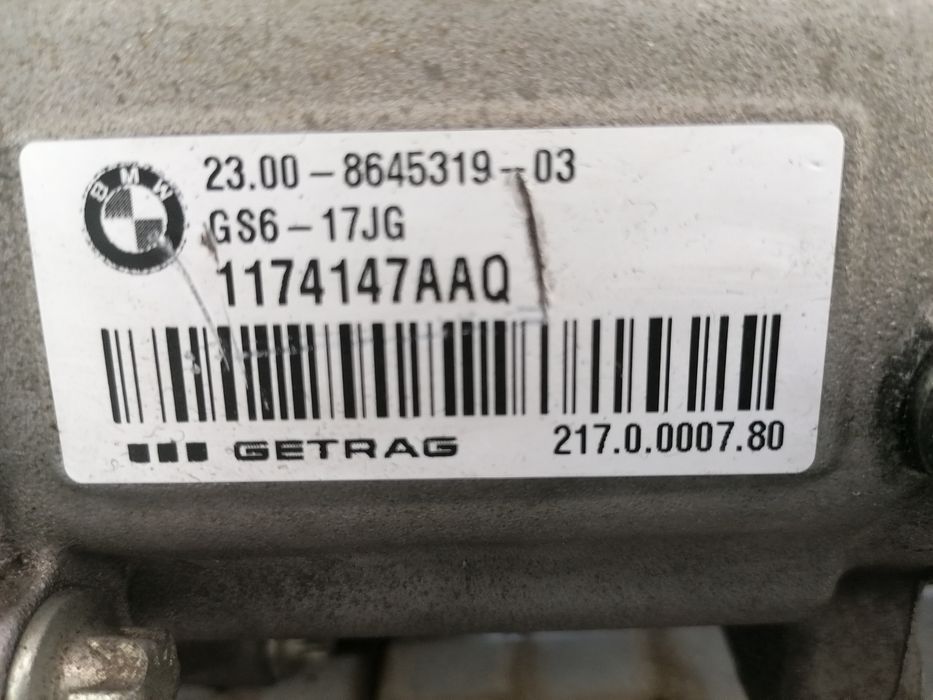 BMW
23.00-8645319-03
GS6-17JG
1174147AAQ
GETRAG
217.0.0007.80